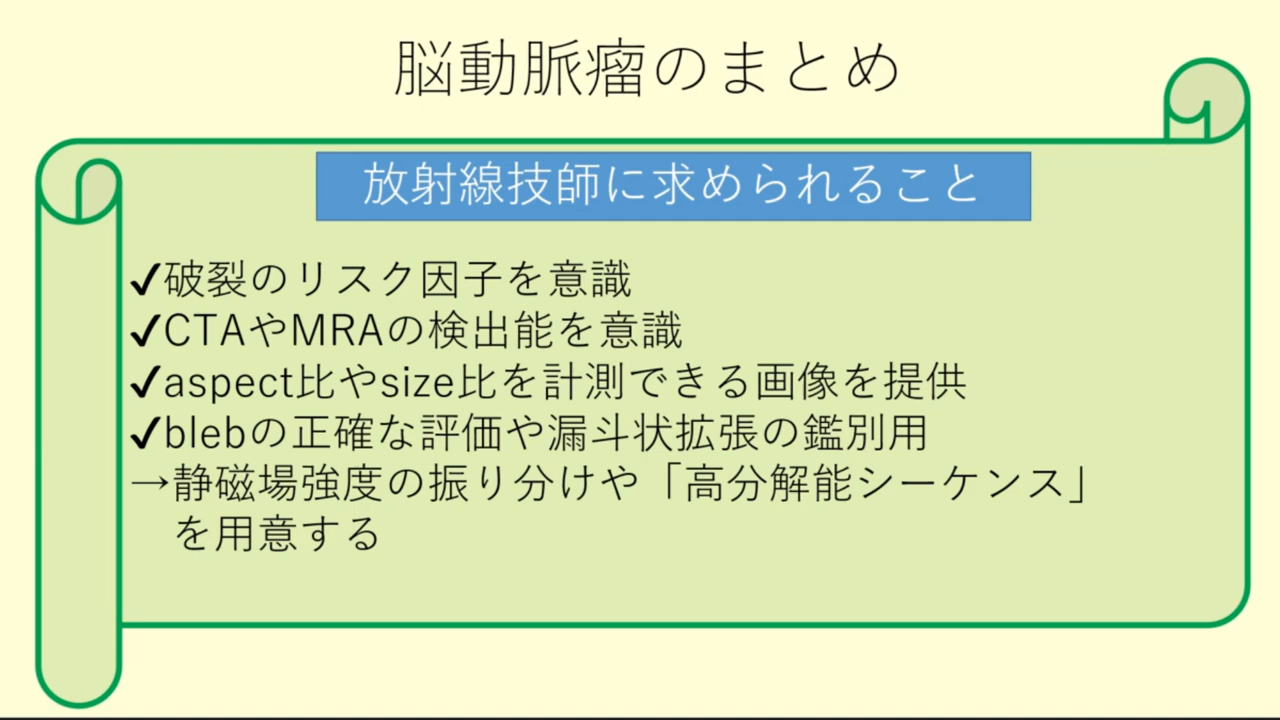 脳動脈瘤のまとめ
放射線技師に求められること
✓破裂のリスク因子を意識
✓CTAやMRAの検出能を意識
✓aspect比やsize比を計測できる画像を提供
✓blebの正確な評価や漏斗状拡張の鑑別用
→静磁場強度の振り分けや「高分解能シーケンス」
を用意する